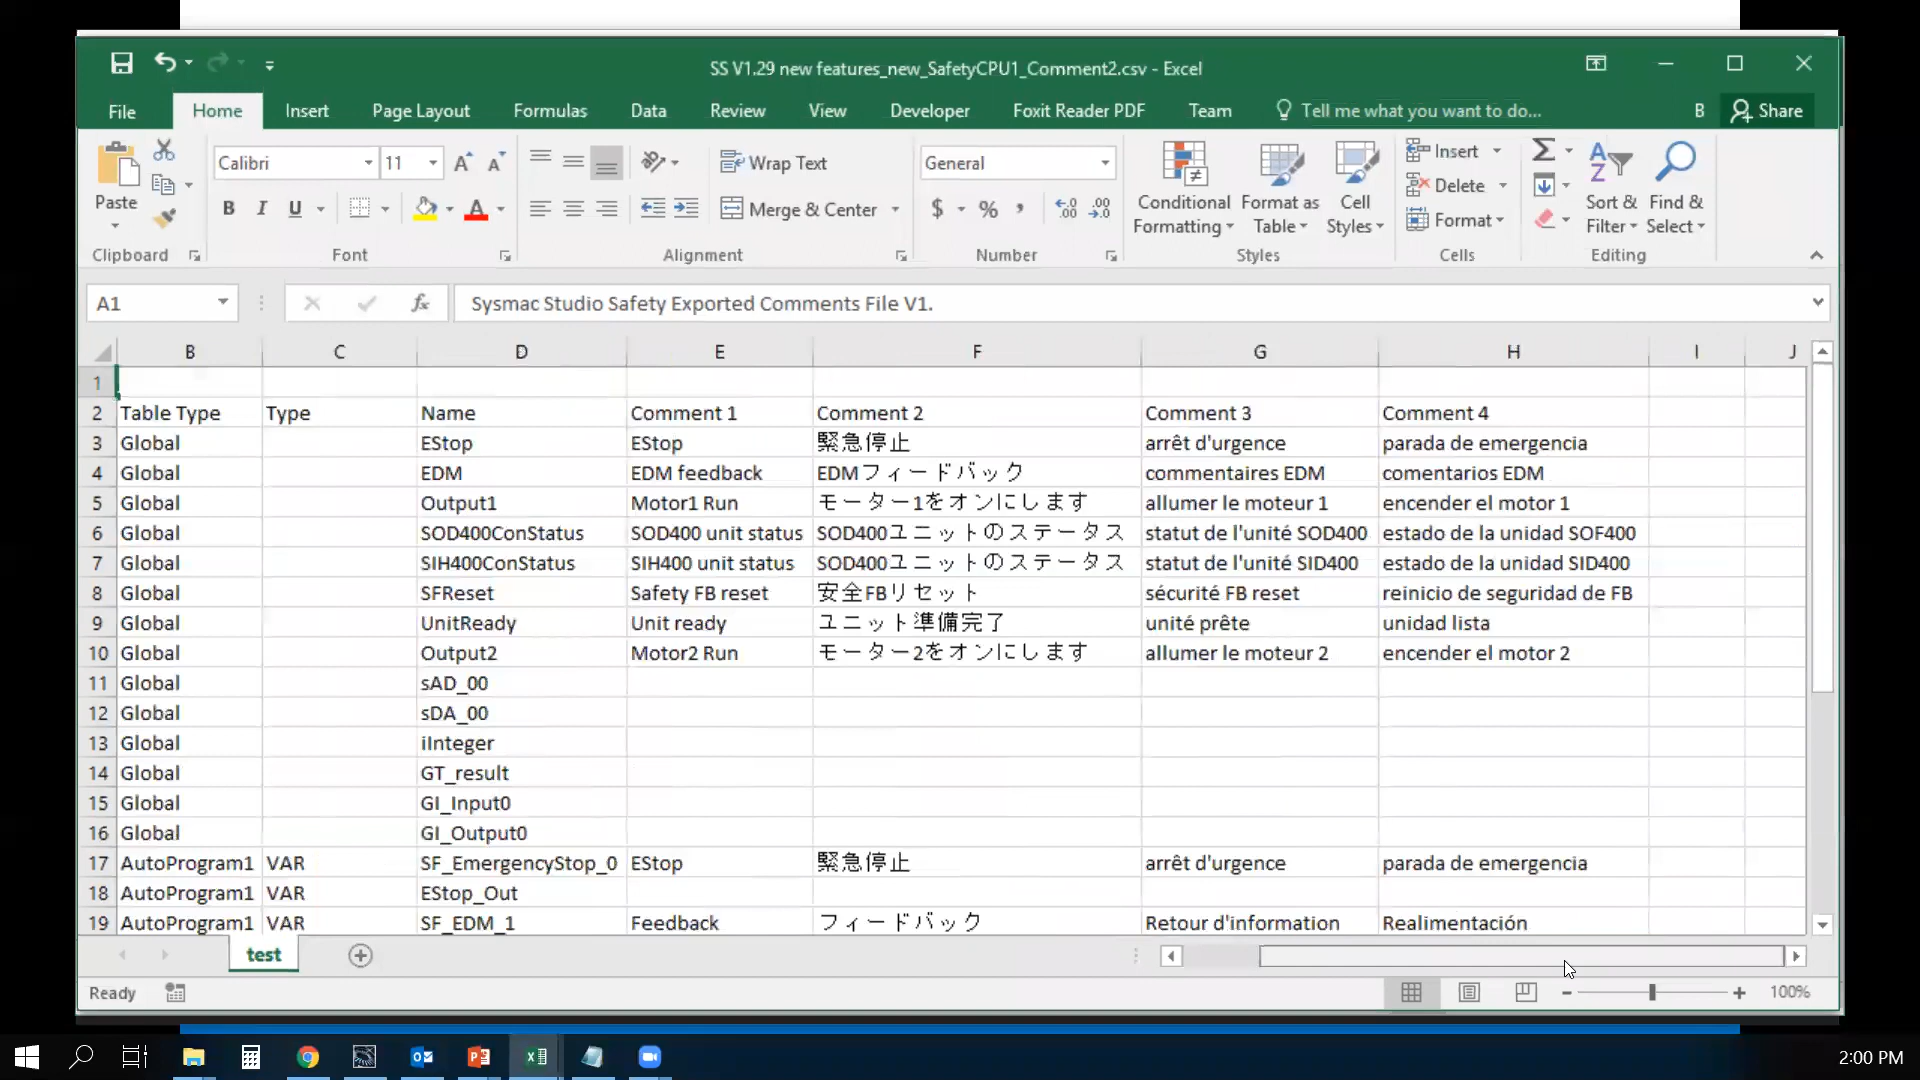 SS V1.29 new features_new_SafetyCPU1_Comment2.csv - Excel
File Home Insert Page Layout Formulas Data Review View Developer Foxit Reader PDF Team Tell me what you want to do... B Share
Calibri 11 Wrap Text General Insert
Paste Conditional Format as Cell Delete Sort & Find &
B I U Merge & Center $ % , Formatting Table Styles Format Filter Select
Clipboard Font Alignment Number Styles Cells Editing
A1 fx Sysmac Studio Safety Exported Comments File V1.
B C D E F G H I J
1
2 Table Type Type Name Comment 1 Comment 2 Comment 3 Comment 4
3 Global EStop EStop 緊急停止 arrêt d'urgence parada de emergencia
4 Global EDM EDM feedback EDMフィードバック commentaires EDM comentarios EDM
5 Global Output1 Motor1 Run モーター1をオンにします allumer le moteur 1 encender el motor 1
6 Global SOD400ConStatus SOD400 unit status SOD400ユニットのステータス statut de l'unité SOD400 estado de la unidad SOF400
7 Global SIH400ConStatus SIH400 unit status SOD400ユニットのステータス statut de l'unité SID400 estado de la unidad SID400
8 Global SFReset Safety FB reset 安全FBリセット sécurité FB reset reinicio de seguridad de FB
9 Global UnitReady Unit ready ユニット準備完了 unité prête unidad lista
10 Global Output2 Motor2 Run モーター2をオンにします allumer le moteur 2 encender el motor 2
11 Global sAD_00
12 Global sDA_00
13 Global iInteger
14 Global GT_result
15 Global GI_Input0
16 Global GI_Output0
17 AutoProgram1 VAR SF_EmergencyStop_0 EStop 緊急停止 arrêt d'urgence parada de emergencia
18 AutoProgram1 VAR EStop_Out
19 AutoProgram1 VAR SF_EDM_1 Feedback フィードバック Retour d'information Realimentación
test
Ready 100%
2:00 PM